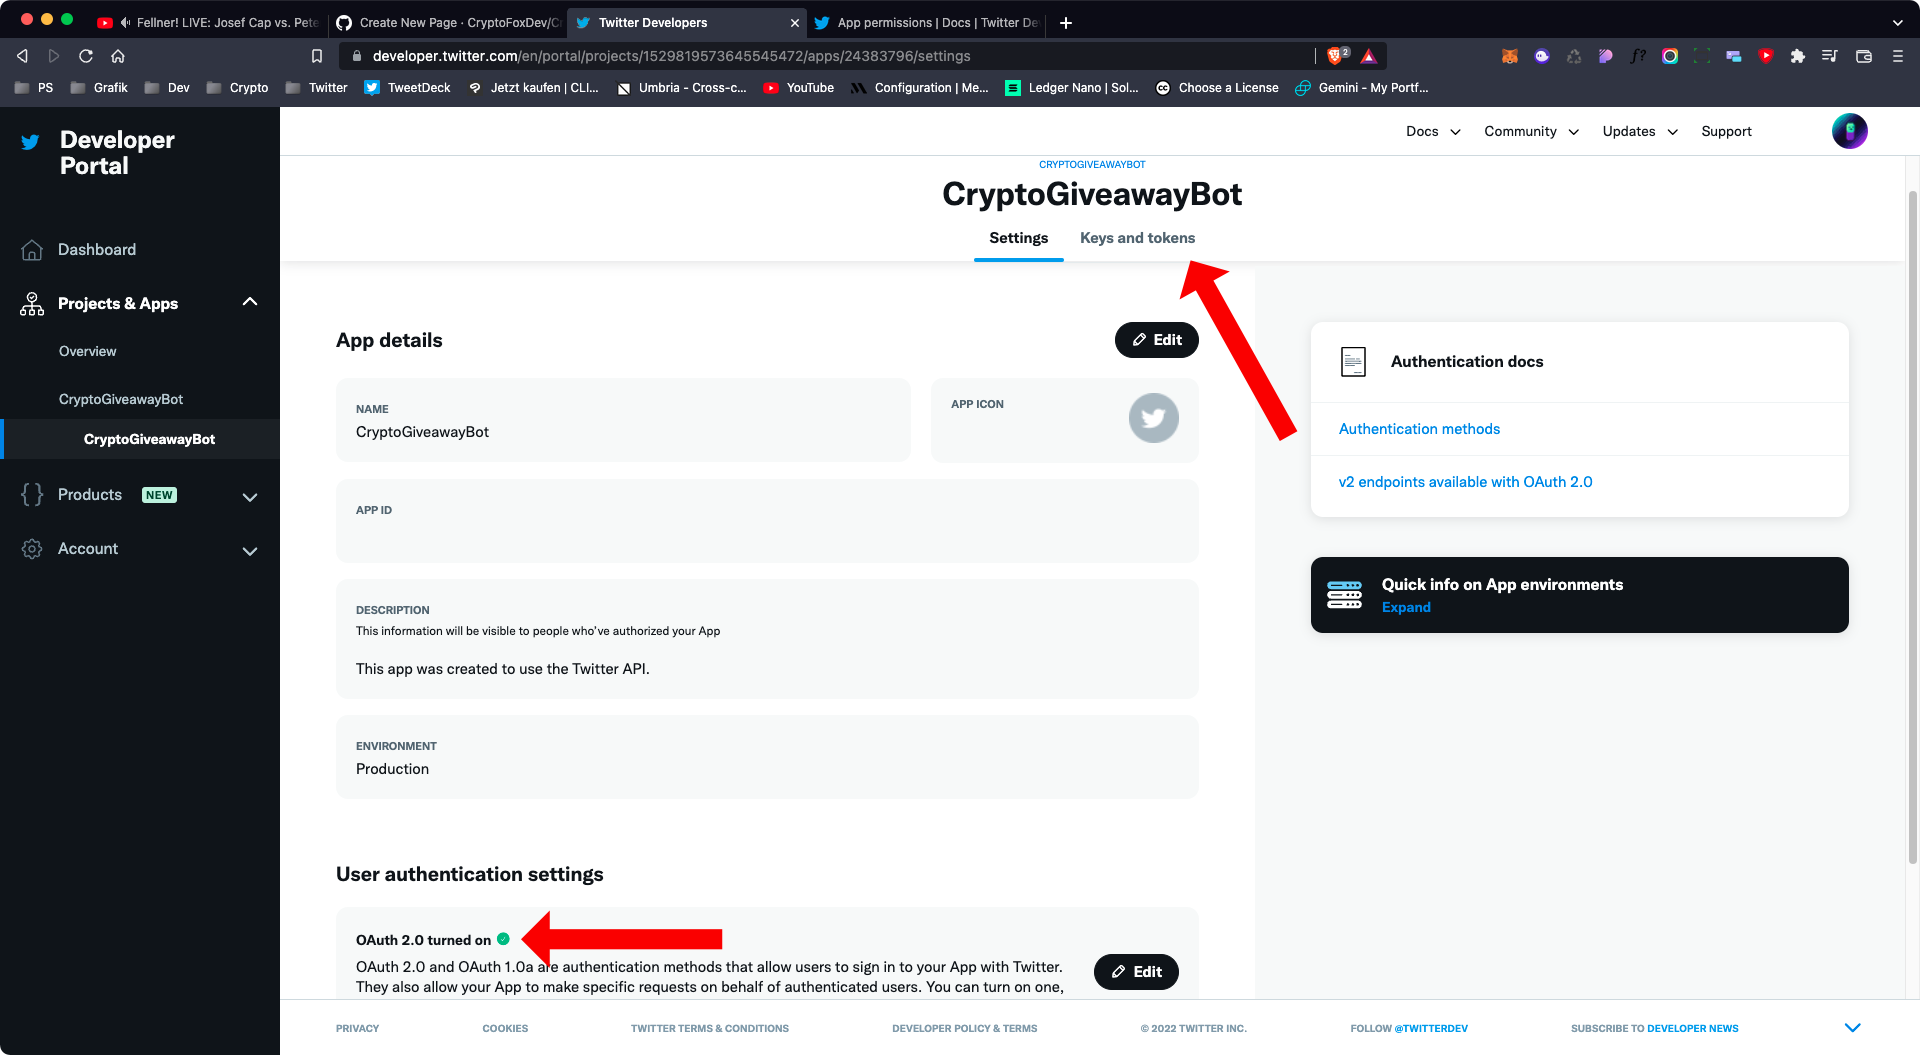 Fellner! LIVE: Josef Cap vs. Pete
Create New Page · CryptoFoxDev/C
Twitter Developers
App permissions | Docs | Twitter De
developer.twitter.com/en/portal/projects/1529819573645545472/apps/24383796/settings
2
PS
Grafik
Dev
Crypto
Twitter
TweetDeck
Jetzt kaufen | CLI...
Umbria - Cross-c...
YouTube
Configuration | Me...
Ledger Nano | Sol...
Choose a License
Gemini - My Portf...
Developer
Portal
Docs
Community
Updates
Support
CRYPTOGIVEAWAYBOT
CryptoGiveawayBot
Settings
Keys and tokens
Dashboard
Projects & Apps
Overview
CryptoGiveawayBot
CryptoGiveawayBot
Products NEW
Account
App details
Edit
NAME
CryptoGiveawayBot
APP ICON
APP ID
DESCRIPTION
This information will be visible to people who've authorized your App
This app was created to use the Twitter API.
ENVIRONMENT
Production
Authentication docs
Authentication methods
v2 endpoints available with OAuth 2.0
Quick info on App environments
Expand
User authentication settings
OAuth 2.0 turned on
OAuth 2.0 and OAuth 1.0a are authentication methods that allow users to sign in to your App with Twitter.
They also allow your App to make specific requests on behalf of authenticated users. You can turn on one,
Edit
PRIVACY
COOKIES
TWITTER TERMS & CONDITIONS
DEVELOPER POLICY & TERMS
© 2022 TWITTER INC.
FOLLOW @TWITTERDEV
SUBSCRIBE TO DEVELOPER NEWS